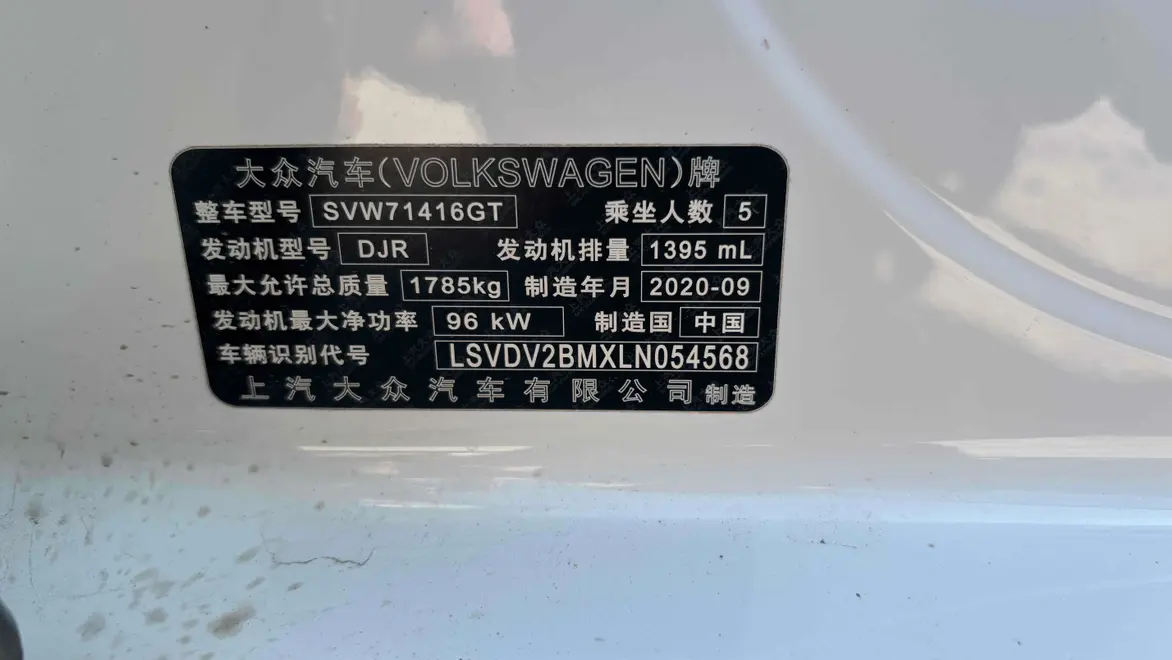 大众汽车(VOLKSWAGEN)牌
整车型号 SVW71416GT 乘坐人数 5
发动机型号 DJR 发动机排量 1395 mL
最大允许总质量 1785kg 制造年月 2020-09
发动机最大净功率 96 kW 制造国 中国
车辆识别代号 LSVDV2BMXLN054568
上汽大众汽车有限公司 制造